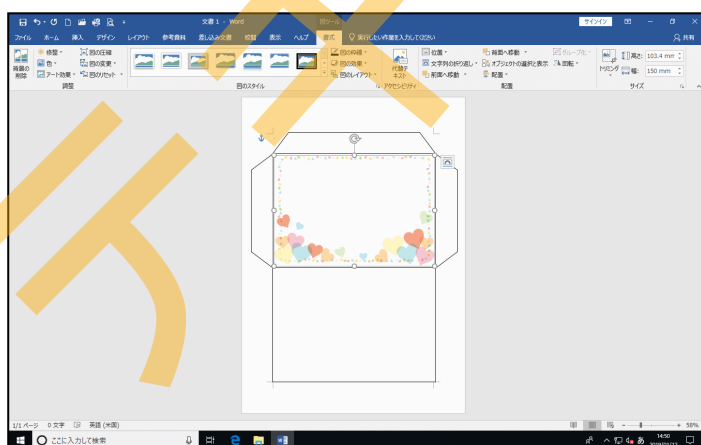 文書 1 - Word
図ツール
サインイン
ファイル ホーム 挿入 デザイン レイアウト 参考資料 差し込み文書 校閲 表示 ヘルプ 書式 実行したい作業を入力してください 共有
背景の削除
修整
色
アート効果
図の圧縮
図の変更
図のリセット
調整
図のスタイル
図の枠線
図の効果
図のレイアウト
代替テキスト
アクセシビリティ
位置
文字列の折り返し
前面へ移動
背面へ移動
オブジェクトの選択と表示
配置
グループ化
回転
配置
トリミング
高さ: 103.4 mm
幅: 150 mm
サイズ
1/1 ページ 0 文字 英語 (米国)
58%
ここに入力して検索
あ
14:50